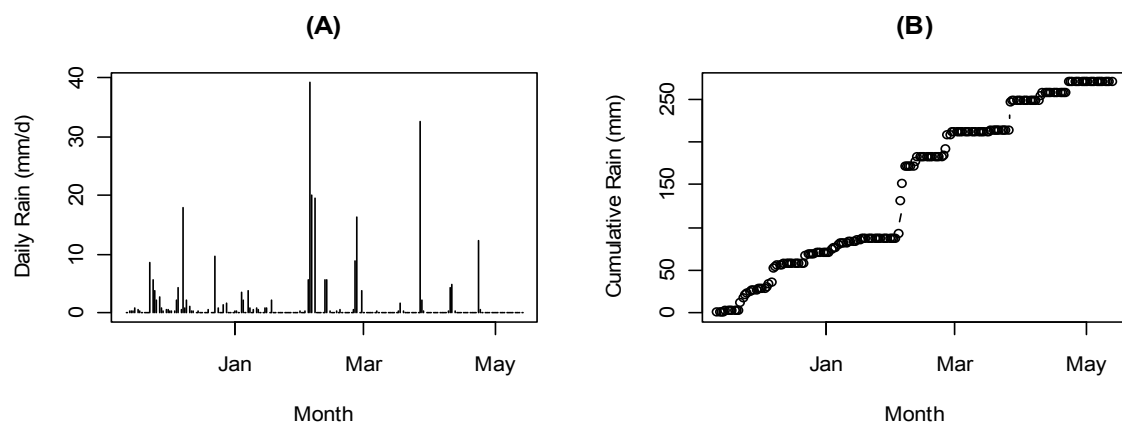 (A)
Daily Rain (mm/d)
40
30
20
10
0
Jan
Mar
May
Month
(B)
Cumulative Rain (mm)
250
150
50
0
Jan
Mar
May
Month